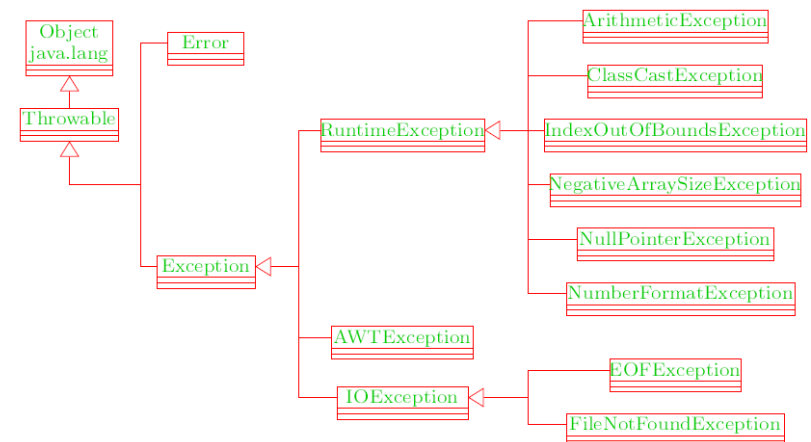 Object
java.lang
Throwable
Error
Exception
RuntimeException
AWTException
IOException
ArithmeticException
ClassCastException
IndexOutOfBoundsException
NegativeArraySizeException
NullPointerException
NumberFormatException
EOFException
FileNotFoundException